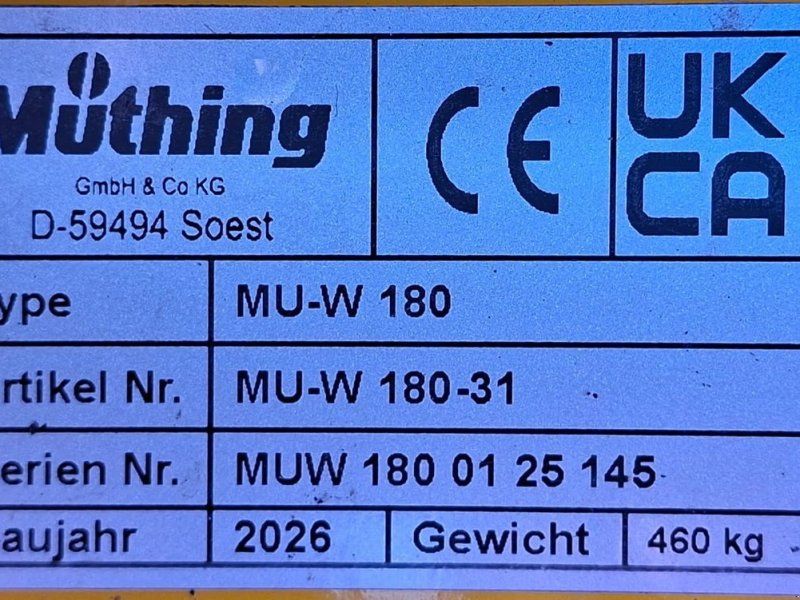 Müthing
GmbH & Co KG
D-59494 Soest
CE
UK
CA
ype MU-W 180
rtikel Nr. MU-W 180-31
erien Nr. MUW 180 01 25 145
aujahr 2026 Gewicht 460 kg